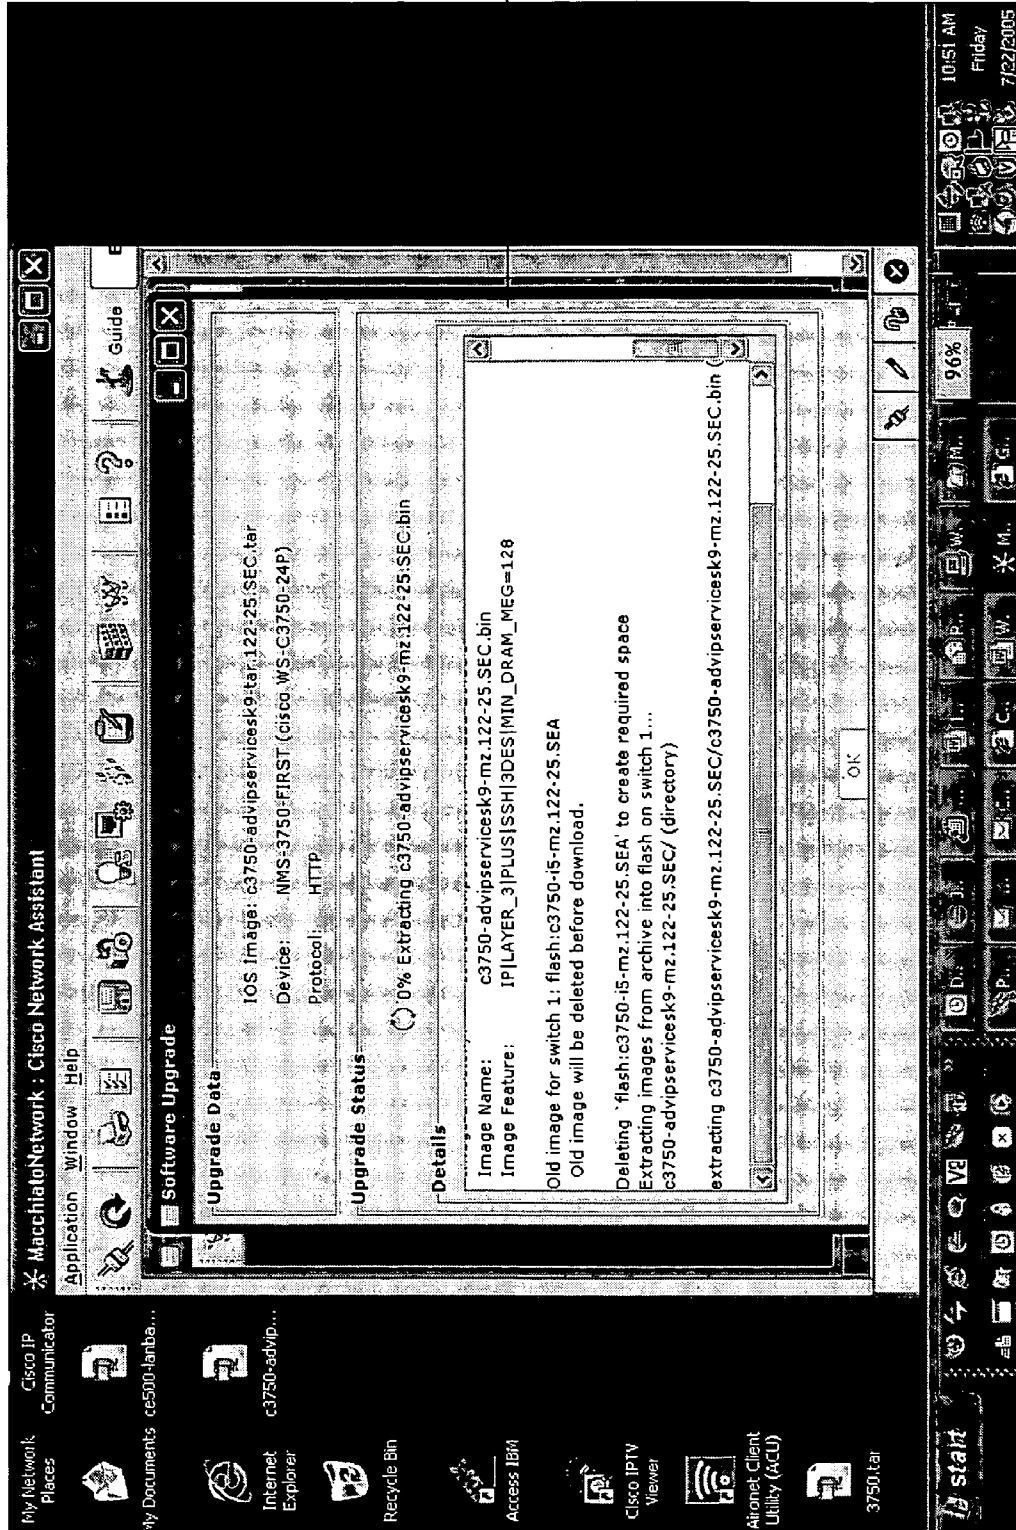 My Network Places
Cisco IP Communicator
My Documents
ce500-lanba...
Internet Explorer
c3750-advip...
Recycle Bin
Access IBM
Cisco IPTV Viewer
Aironet Client Utility (ACU)
3750.tar
MacchiatoNetwork : Cisco Network Assistant
Application Window Help
Guide
Software Upgrade
Upgrade Data
IOS Image: c3750-advipservicesk9-tar.122-25.SEC.tar
Device: NMS-3750-FIRST (cisco WS-C3750-24P)
Protocol: HTTP
Upgrade Status
0% Extracting c3750-advipservicesk9-mz.122-25.SEC.bin
Details
Image Name: c3750-advipservicesk9-mz.122-25.SEC.bin
Image Feature: IP|LAYER_3|PLUS|SSH|3DES|MIN_DRAM_MEG=128
Old image for switch 1: flash:c3750-i5-mz.122-25.SEA
Old image will be deleted before download.
Deleting `flash:c3750-i5-mz.122-25.SEA' to create required space
Extracting images from archive into flash on switch 1...
c3750-advipservicesk9-mz.122-25.SEC/ (directory)
extracting c3750-advipservicesk9-mz.122-25.SEC/c3750-advipservicesk9-mz.122-25.SEC.bin (
OK
start
96%
10:51 AM
Friday
7/22/2005